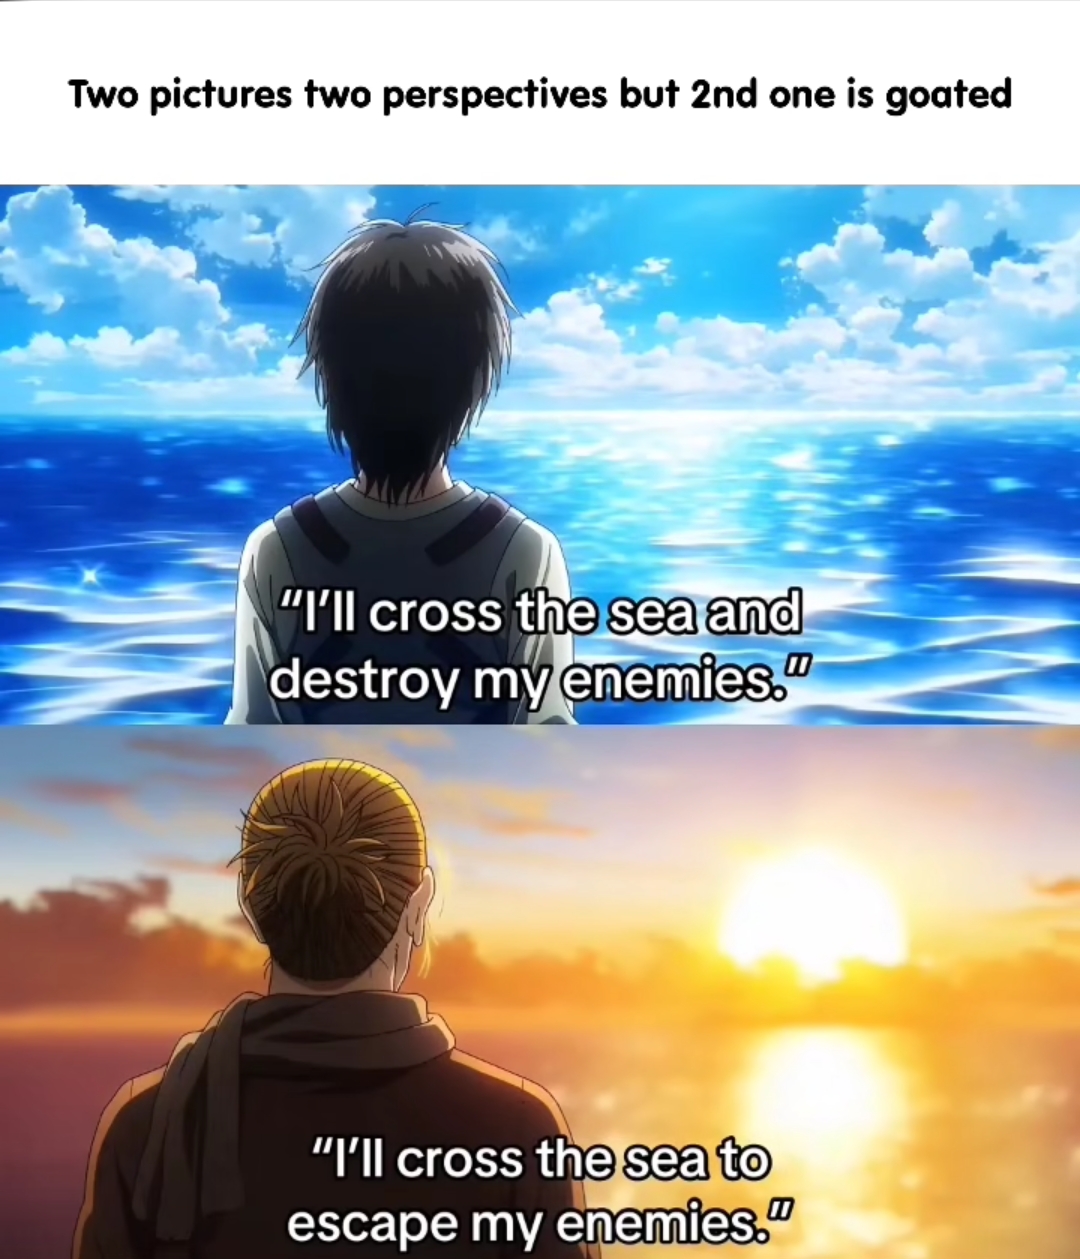 Two pictures two perspectives but 2nd one is goated
“I’ll cross the sea and
destroy my enemies.”
“I’ll cross the sea to
escape my enemies.”